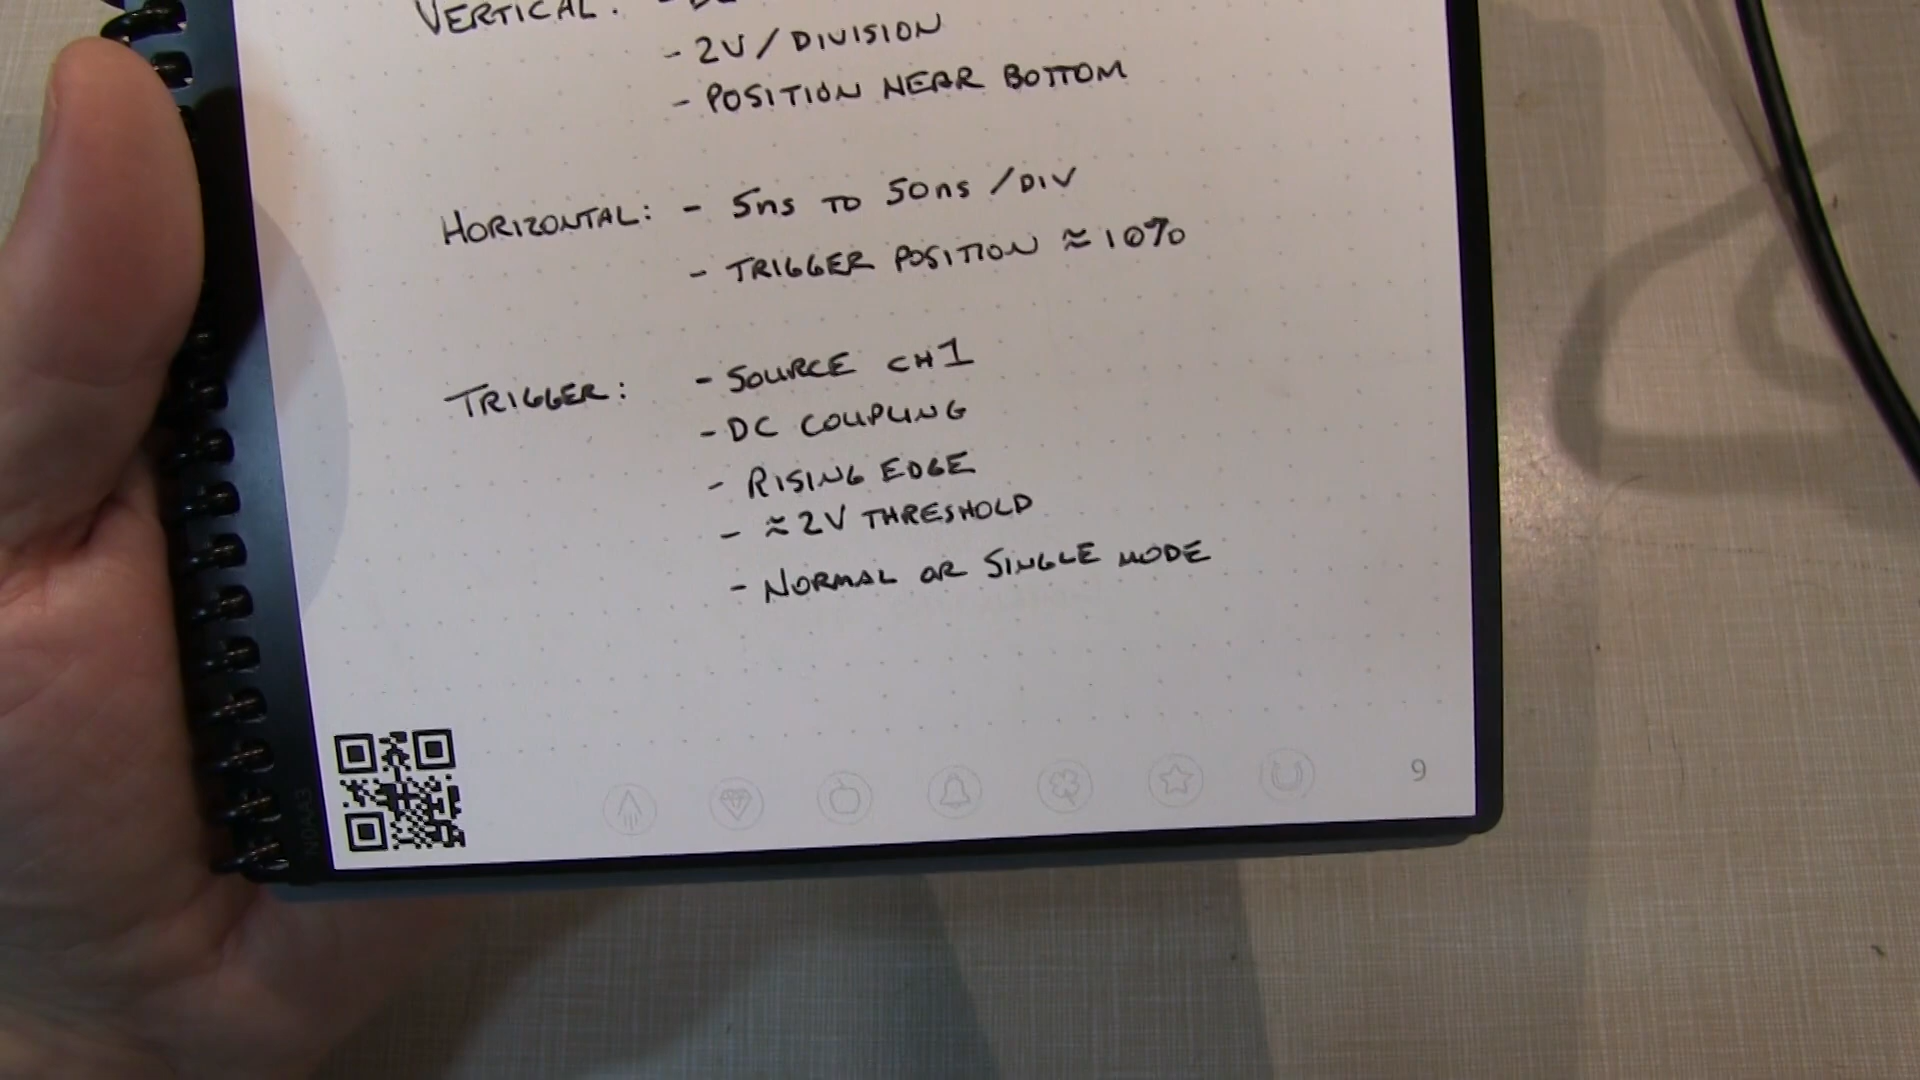 VERTICAL: -
- 2V/DIVISION
- POSITION NEAR BOTTOM
HORIZONTAL: - 5ns TO 50ns /DIV
- TRIGGER POSITION ≈ 10%
TRIGGER: - SOURCE CH1
- DC COUPLING
- RISING EDGE
- ≈ 2V THRESHOLD
- NORMAL OR SINGLE MODE
9